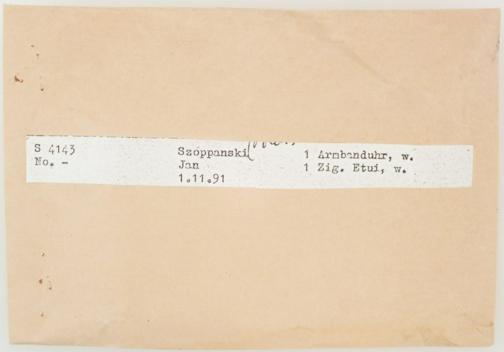 S 4143 Szoppanski 1 Armbanduhr, w.
No. - Jan 1 Zig. Etui, w.
1.11.91